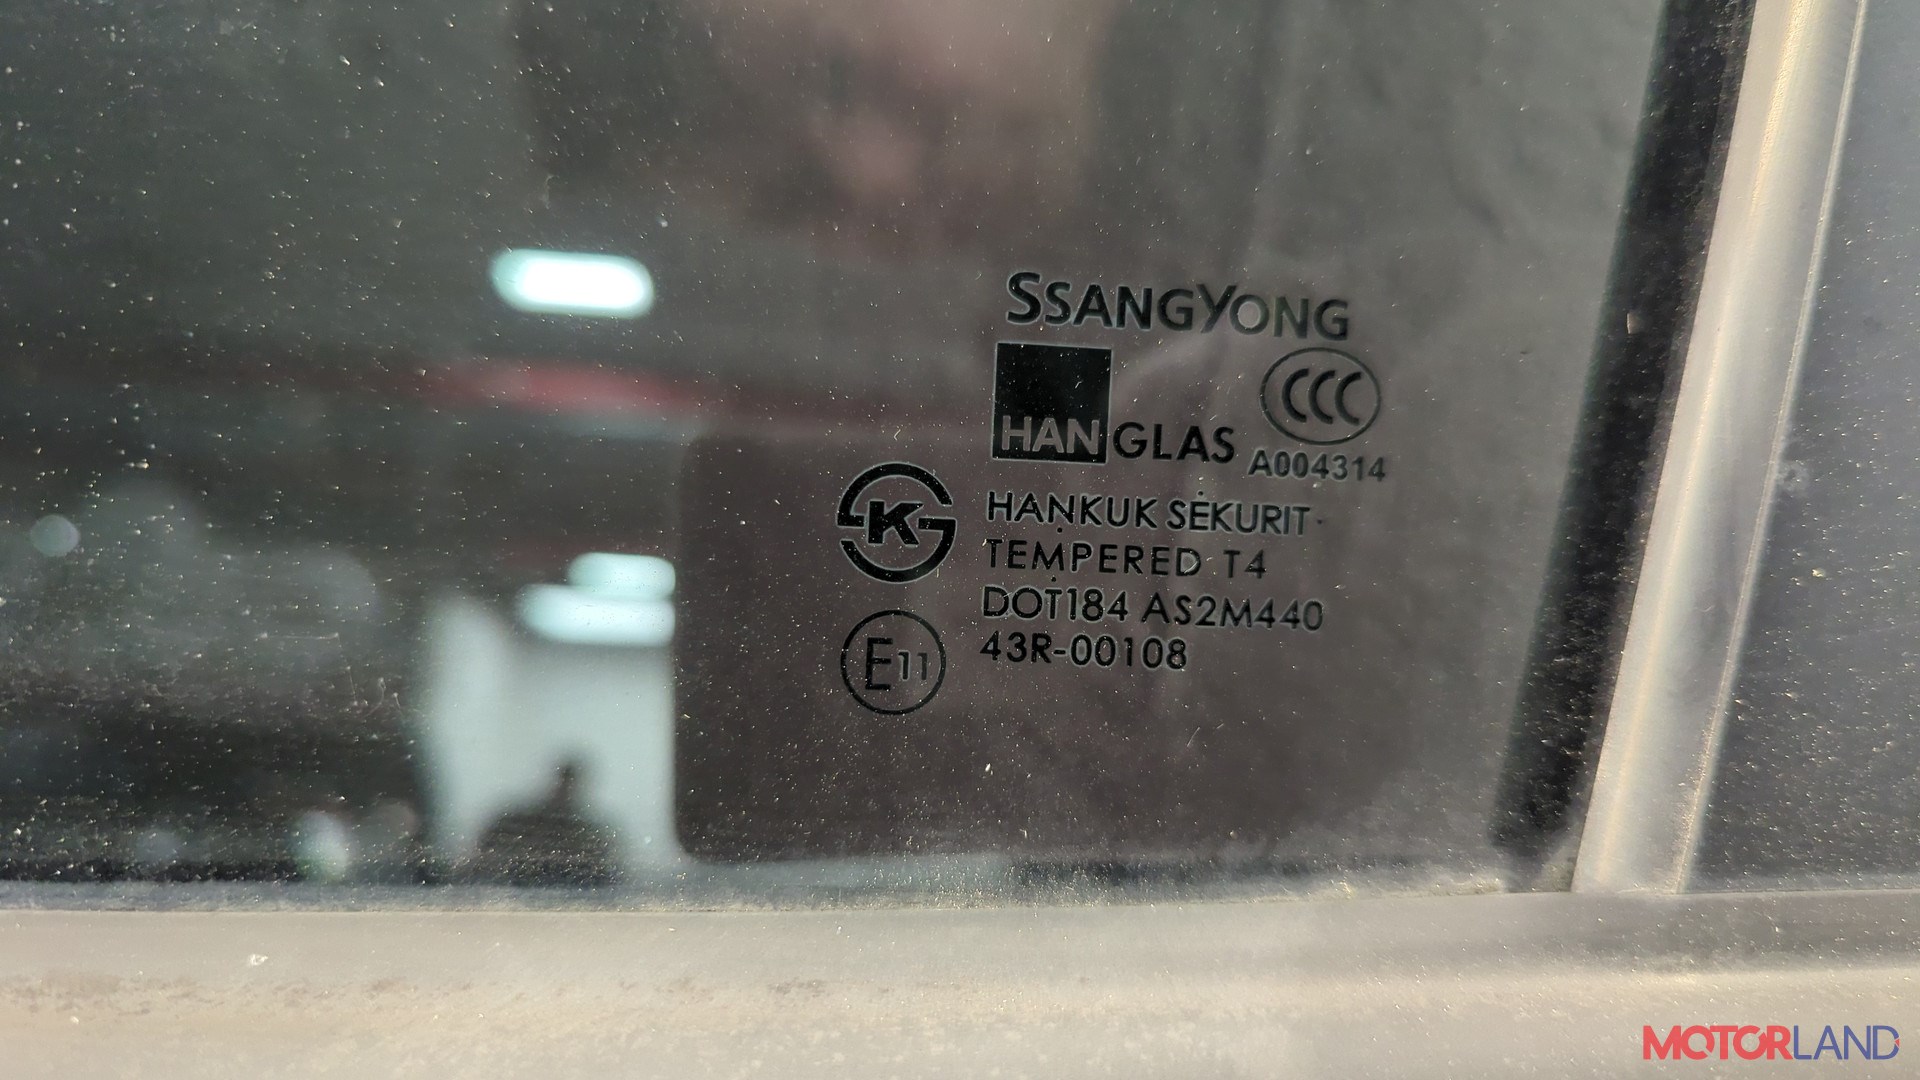 SSANGYONG
HANGLAS
CCC
A004314
K
HANKUK SEKURIT
TEMPERED T4
DOT184 AS2M440
E11
43R-00108
MOTORLAND